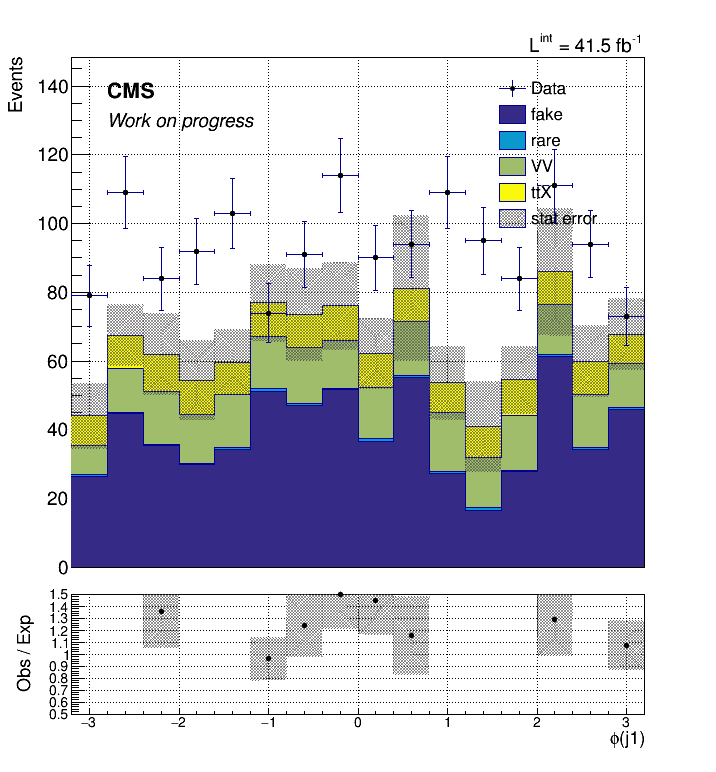 L^int = 41.5 fb^-1
Events
CMS
Work on progress
Data
fake
rare
VV
ttX
stat error
140
120
100
80
60
40
20
0
Obs / Exp
1.5
1.4
1.3
1.2
1.1
1
0.9
0.8
0.7
0.6
0.5
−3 −2 −1 0 1 2 3
ϕ(j1)